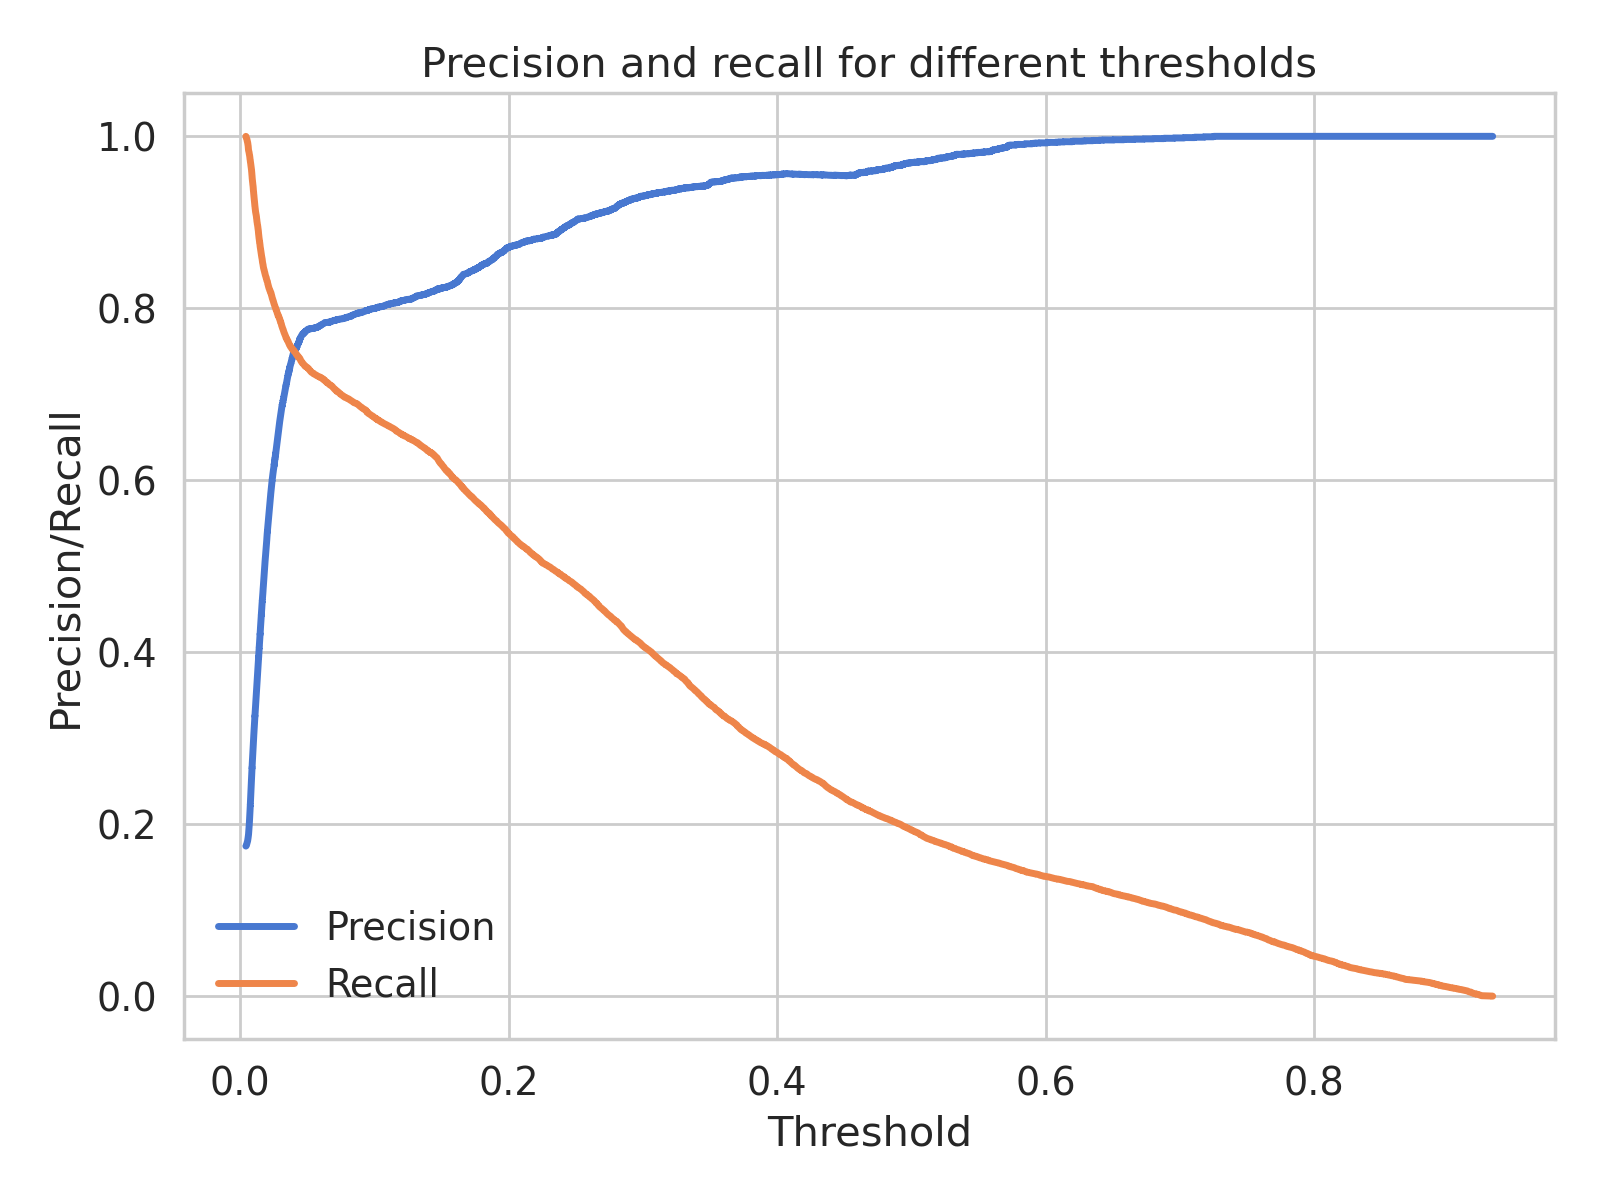 Precision and recall for different thresholds
1.0
0.8
0.6
0.4
0.2
0.0
Precision/Recall
Precision
Recall
0.0 0.2 0.4 0.6 0.8
Threshold